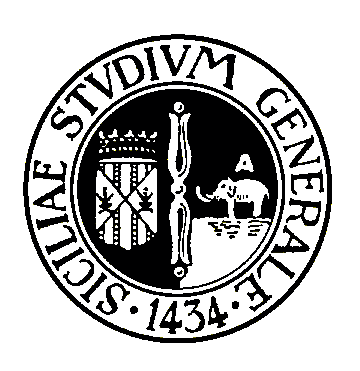 SICILIAE STVDIVM GENERALE
· 1434 ·
A